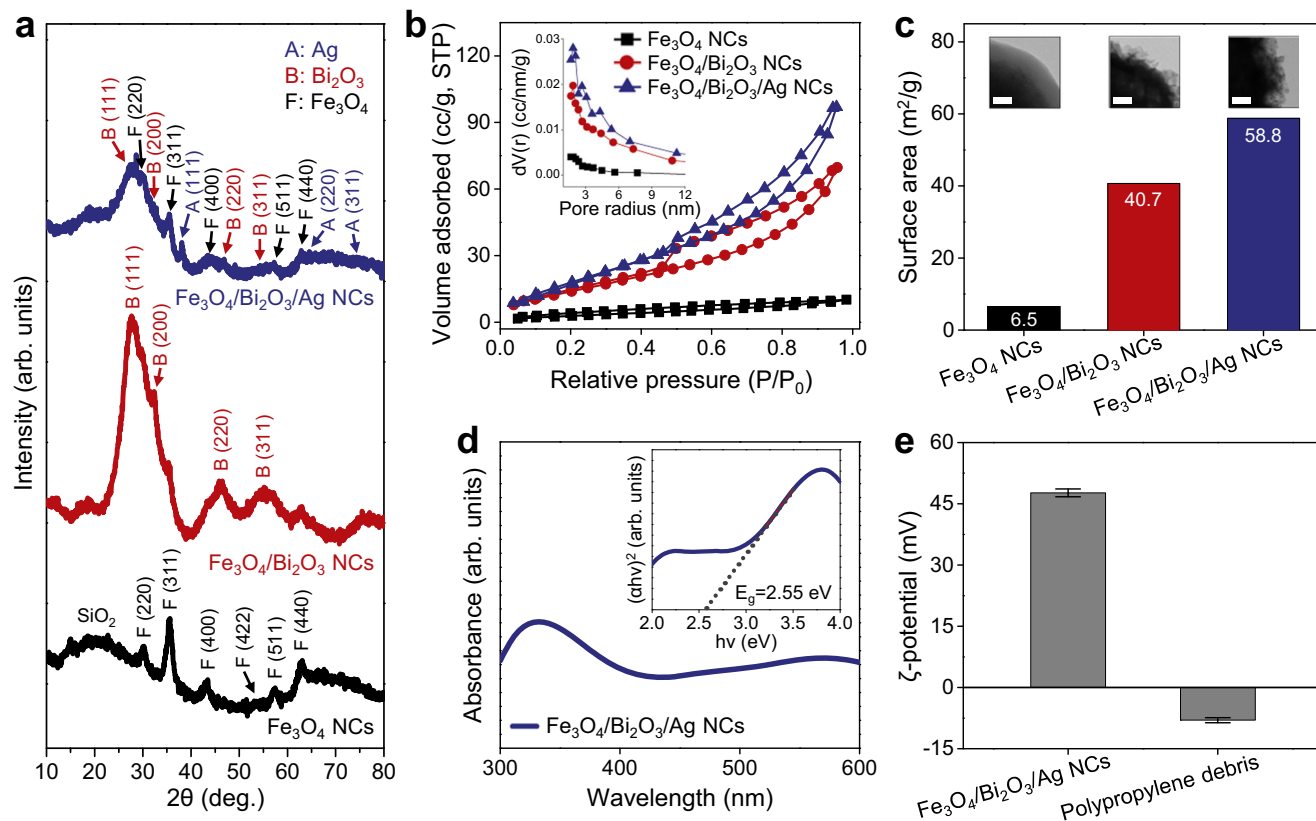 a
A: Ag
B: Bi₂O₃
F: Fe₃O₄
B (111)
F (220)
B (200)
F (311)
A (111)
F (400)
B (220)
B (311)
F (511)
F (440)
A (220)
A (311)
Fe₃O₄/Bi₂O₃/Ag NCs
B (111)
B (200)
B (220)
B (311)
Fe₃O₄/Bi₂O₃ NCs
SiO₂
F (220)
F (311)
F (400)
F (422)
F (511)
F (440)
Fe₃O₄ NCs
Intensity (arb. units)
10 20 30 40 50 60 70 80
2θ (deg.)
b
Volume adsorbed (cc/g, STP)
120
90
60
30
0
0.0 0.2 0.4 0.6 0.8 1.0
Relative pressure (P/P₀)
Fe₃O₄ NCs
Fe₃O₄/Bi₂O₃ NCs
Fe₃O₄/Bi₂O₃/Ag NCs
dV(r) (cc/nm/g)
0.03
0.02
0.01
0.00
3 6 9 12
Pore radius (nm)
c
Surface area (m²/g)
80
60
40
20
0
6.5
40.7
58.8
Fe₃O₄ NCs
Fe₃O₄/Bi₂O₃ NCs
Fe₃O₄/Bi₂O₃/Ag NCs
d
Absorbance (arb. units)
Fe₃O₄/Bi₂O₃/Ag NCs
300 400 500 600
Wavelength (nm)
(αhν)² (arb. units)
E_g=2.55 eV
2.0 2.5 3.0 3.5 4.0
hν (eV)
e
ζ-potential (mV)
60
45
30
15
0
-15
Fe₃O₄/Bi₂O₃/Ag NCs
Polypropylene debris